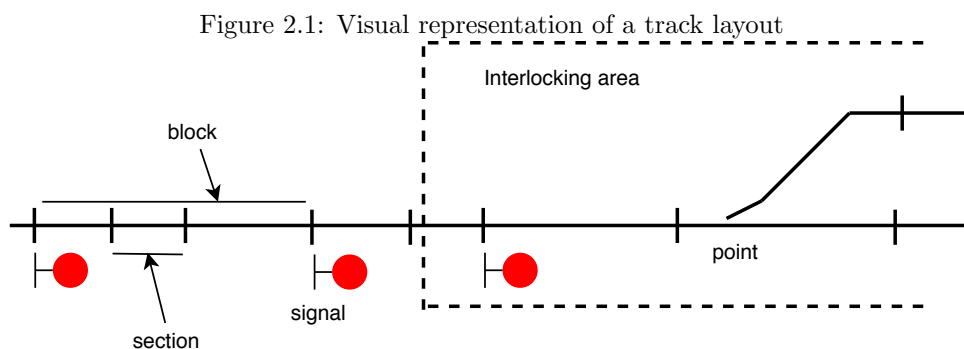 Figure 2.1: Visual representation of a track layout
Interlocking area
block
point
signal
section